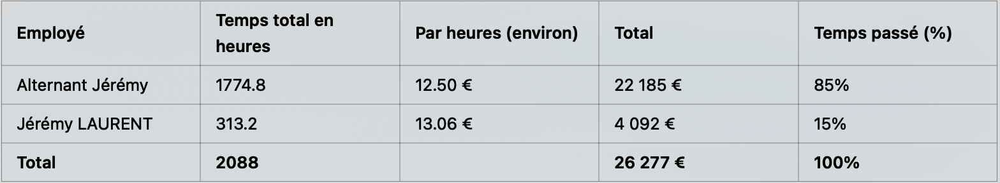 Employé Temps total en heures Par heures (environ) Total Temps passé (%)
Alternant Jérémy 1774.8 12.50 € 22 185 € 85%
Jérémy LAURENT 313.2 13.06 € 4 092 € 15%
Total 2088 26 277 € 100%